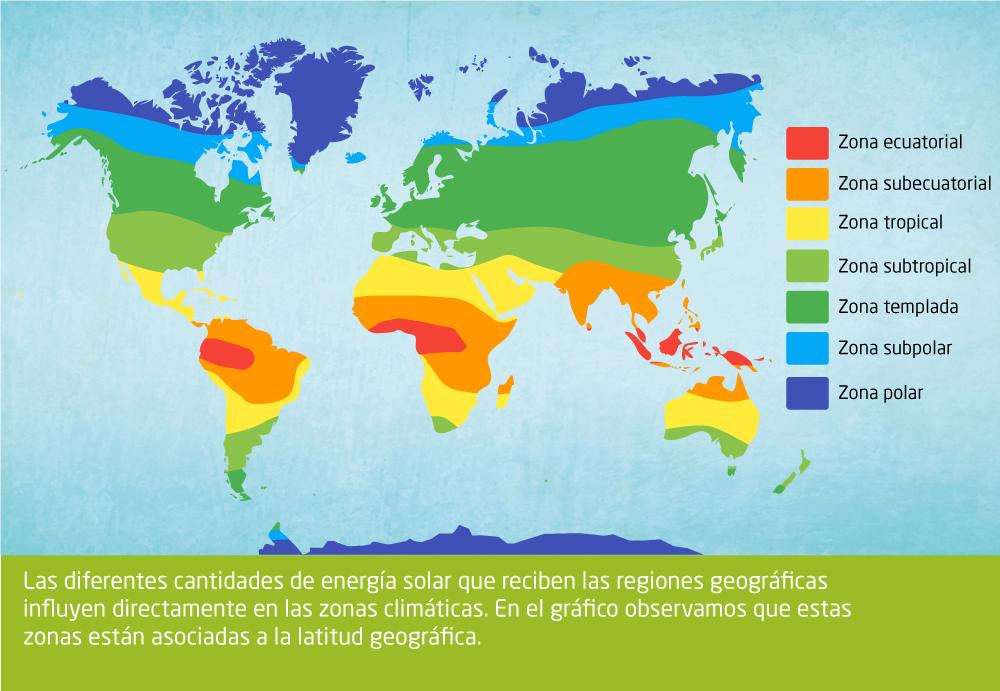 Zona ecuatorial
Zona subecuatorial
Zona tropical
Zona subtropical
Zona templada
Zona subpolar
Zona polar
Las diferentes cantidades de energía solar que reciben las regiones geográficas
influyen directamente en las zonas climáticas. En el gráfico observamos que estas
zonas están asociadas a la latitud geográfica.